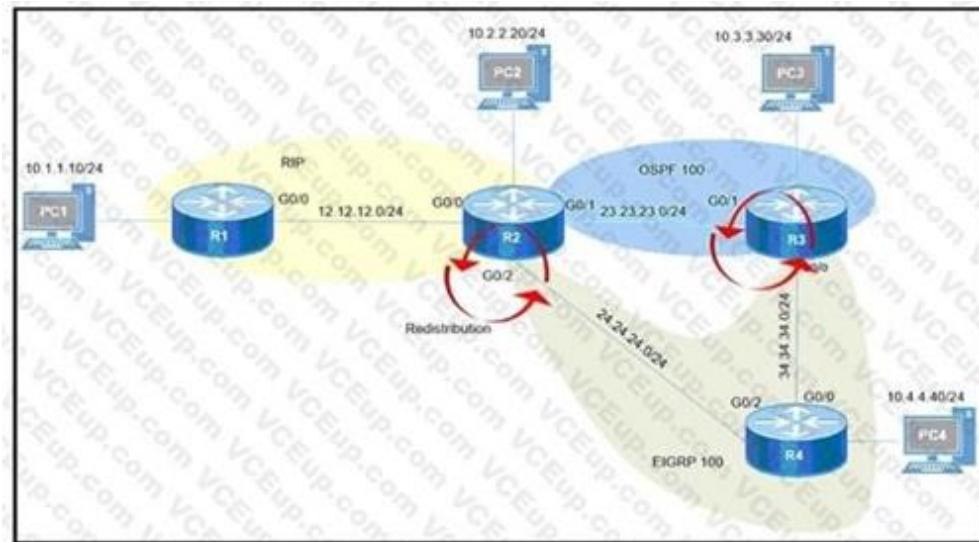 10.2.2.20/24
10.3.3.30/24
PC2
PC3
RIP
OSPF 100
10.1.1.10/24
PC1
G0/0
12.12.12.0/24
G0/0
G0/1
23.23.23.0/24
G0/1
R1
R2
R3
G0/2
Redistribution
24.24.24.0/24
34.34.34.0/24
G0/2
G0/0
10.4.4.40/24
PC4
R4
EIGRP 100
VCEup.com